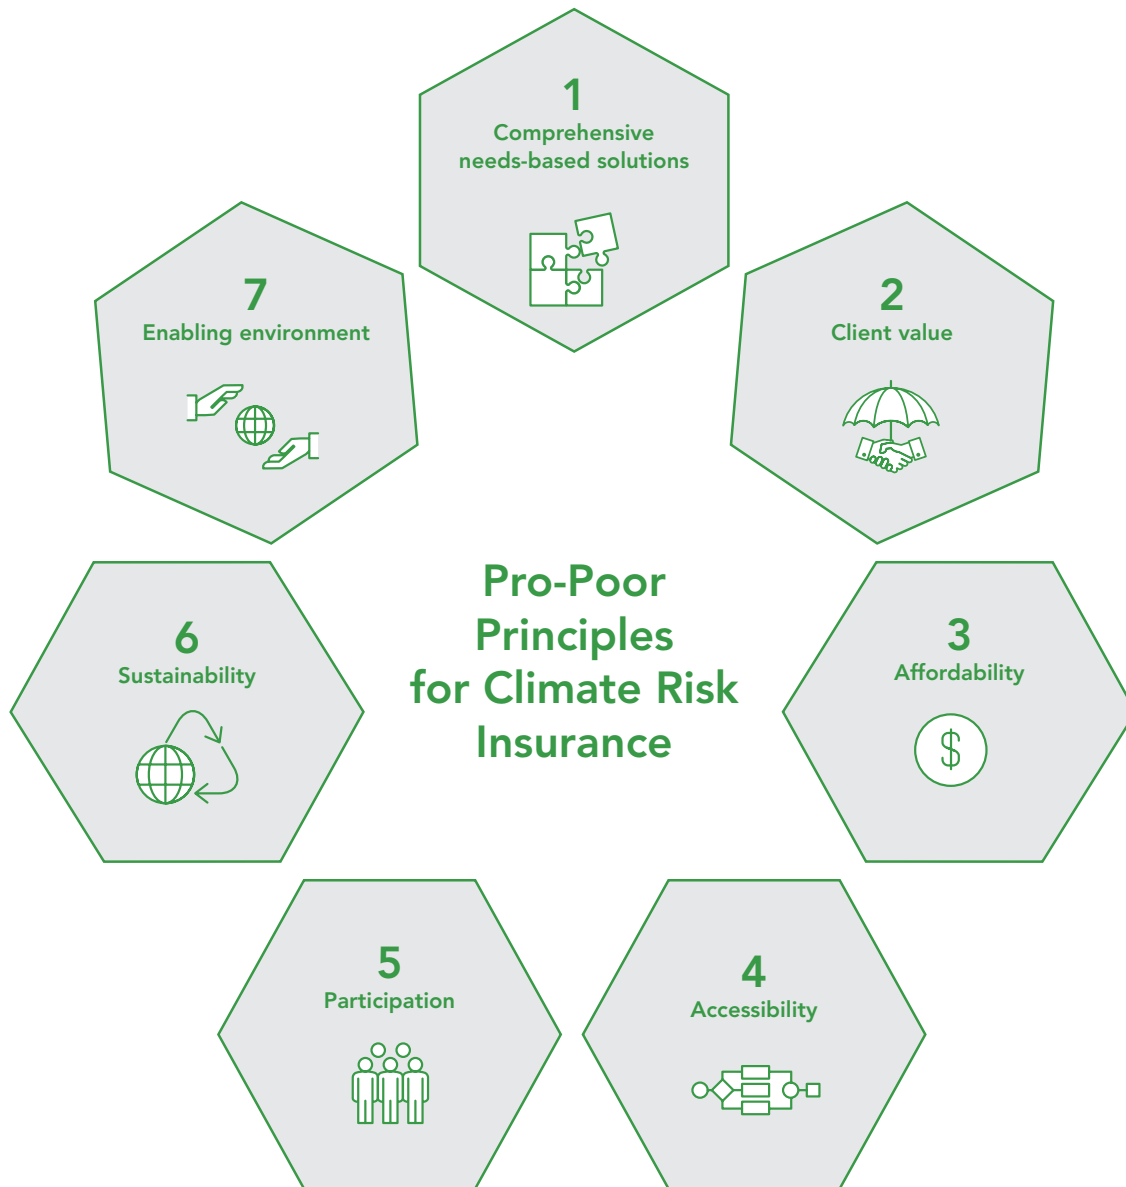 1
Comprehensive
needs-based solutions
2
Client value
3
Affordability
4
Accessibility
5
Participation
6
Sustainability
7
Enabling environment
Pro-Poor
Principles
for Climate Risk
Insurance
$